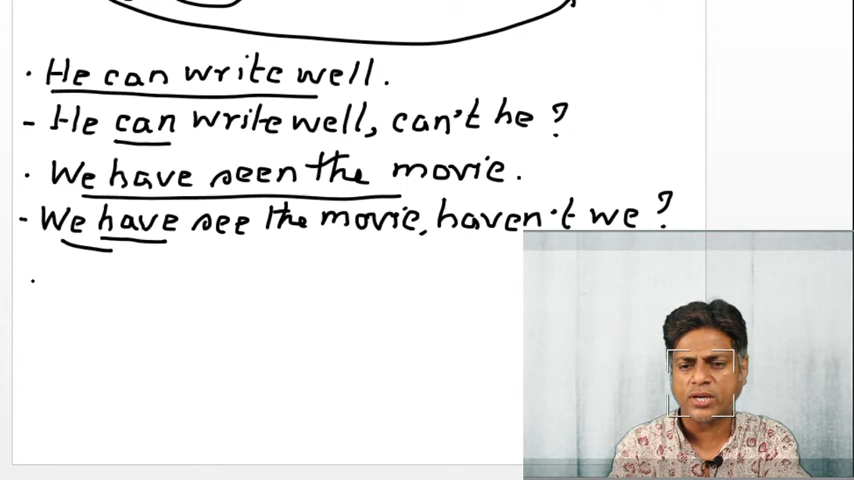 · He can write well.
- He can write well, can't he?
· We have seen the movie.
- We have see the movie, haven't we?
·